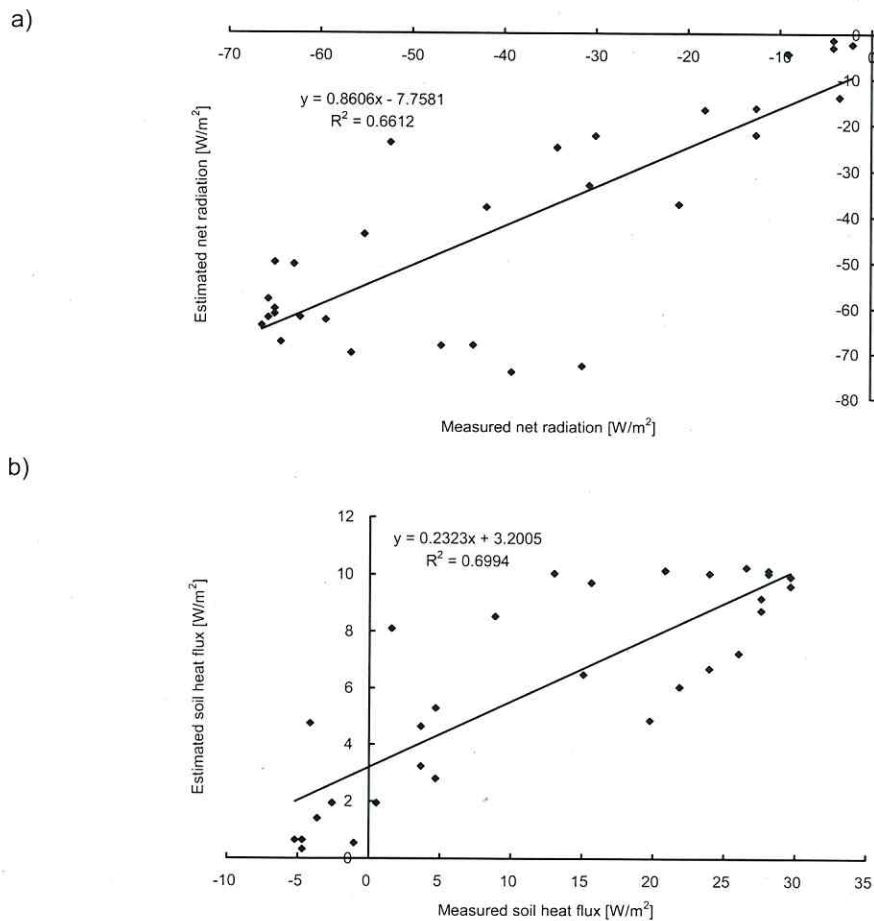 a)
-70 -60 -50 -40 -30 -20 -10 0
y = 0.8606x - 7.7581
R² = 0.6612
Estimated net radiation [W/m²]
-10
-20
-30
-40
-50
-60
-70
-80
Measured net radiation [W/m²]
b)
12
y = 0.2323x + 3.2005
R² = 0.6994
10
8
6
4
2
0
Estimated soil heat flux [W/m²]
-10 -5 0 5 10 15 20 25 30 35
Measured soil heat flux [W/m²]